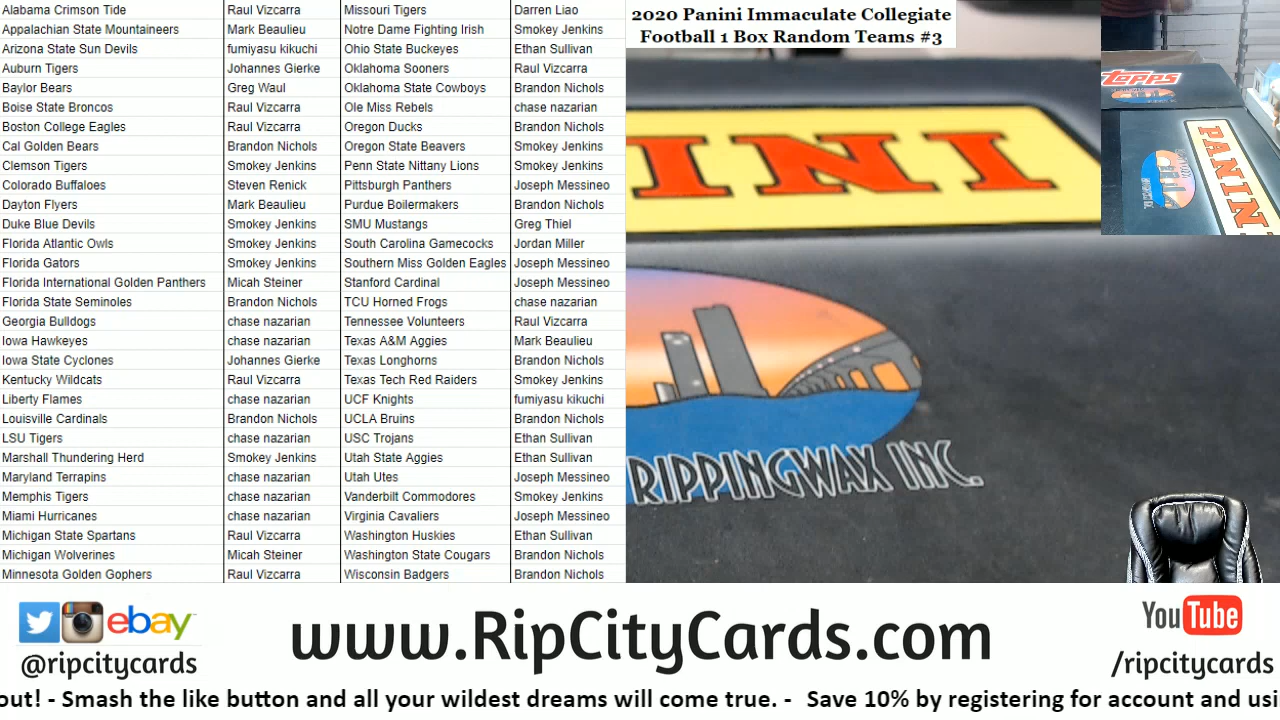 Alabama Crimson Tide Raul Vizcarra Missouri Tigers Darren Liao
Appalachian State Mountaineers Mark Beaulieu Notre Dame Fighting Irish Smokey Jenkins
Arizona State Sun Devils fumiyasu kikuchi Ohio State Buckeyes Ethan Sullivan
Auburn Tigers Johannes Gierke Oklahoma Sooners Raul Vizcarra
Baylor Bears Greg Waul Oklahoma State Cowboys Brandon Nichols
Boise State Broncos Raul Vizcarra Ole Miss Rebels chase nazarian
Boston College Eagles Raul Vizcarra Oregon Ducks Brandon Nichols
Cal Golden Bears Brandon Nichols Oregon State Beavers Smokey Jenkins
Clemson Tigers Smokey Jenkins Penn State Nittany Lions Smokey Jenkins
Colorado Buffaloes Steven Renick Pittsburgh Panthers Joseph Messineo
Dayton Flyers Mark Beaulieu Purdue Boilermakers Brandon Nichols
Duke Blue Devils Smokey Jenkins SMU Mustangs Greg Thiel
Florida Atlantic Owls Smokey Jenkins South Carolina Gamecocks Jordan Miller
Florida Gators Smokey Jenkins Southern Miss Golden Eagles Joseph Messineo
Florida International Golden Panthers Micah Steiner Stanford Cardinal Joseph Messineo
Florida State Seminoles Brandon Nichols TCU Horned Frogs chase nazarian
Georgia Bulldogs chase nazarian Tennessee Volunteers Raul Vizcarra
Iowa Hawkeyes chase nazarian Texas A&M Aggies Mark Beaulieu
Iowa State Cyclones Johannes Gierke Texas Longhorns Brandon Nichols
Kentucky Wildcats Raul Vizcarra Texas Tech Red Raiders Smokey Jenkins
Liberty Flames chase nazarian UCF Knights fumiyasu kikuchi
Louisville Cardinals Brandon Nichols UCLA Bruins Brandon Nichols
LSU Tigers chase nazarian USC Trojans Ethan Sullivan
Marshall Thundering Herd Smokey Jenkins Utah State Aggies Ethan Sullivan
Maryland Terrapins chase nazarian Utah Utes Joseph Messineo
Memphis Tigers chase nazarian Vanderbilt Commodores Smokey Jenkins
Miami Hurricanes chase nazarian Virginia Cavaliers Joseph Messineo
Michigan State Spartans Raul Vizcarra Washington Huskies Ethan Sullivan
Michigan Wolverines Micah Steiner Washington State Cougars Brandon Nichols
Minnesota Golden Gophers Raul Vizcarra Wisconsin Badgers Brandon Nichols
2020 Panini Immaculate Collegiate
Football 1 Box Random Teams #3
INI
RIPPINGWAX INC.
TOPPS
PANINI
ebay
@ripcitycards
www.RipCityCards.com
YouTube
/ripcitycards
out! - Smash the like button and all your wildest dreams will come true. - Save 10% by registering for account and usi